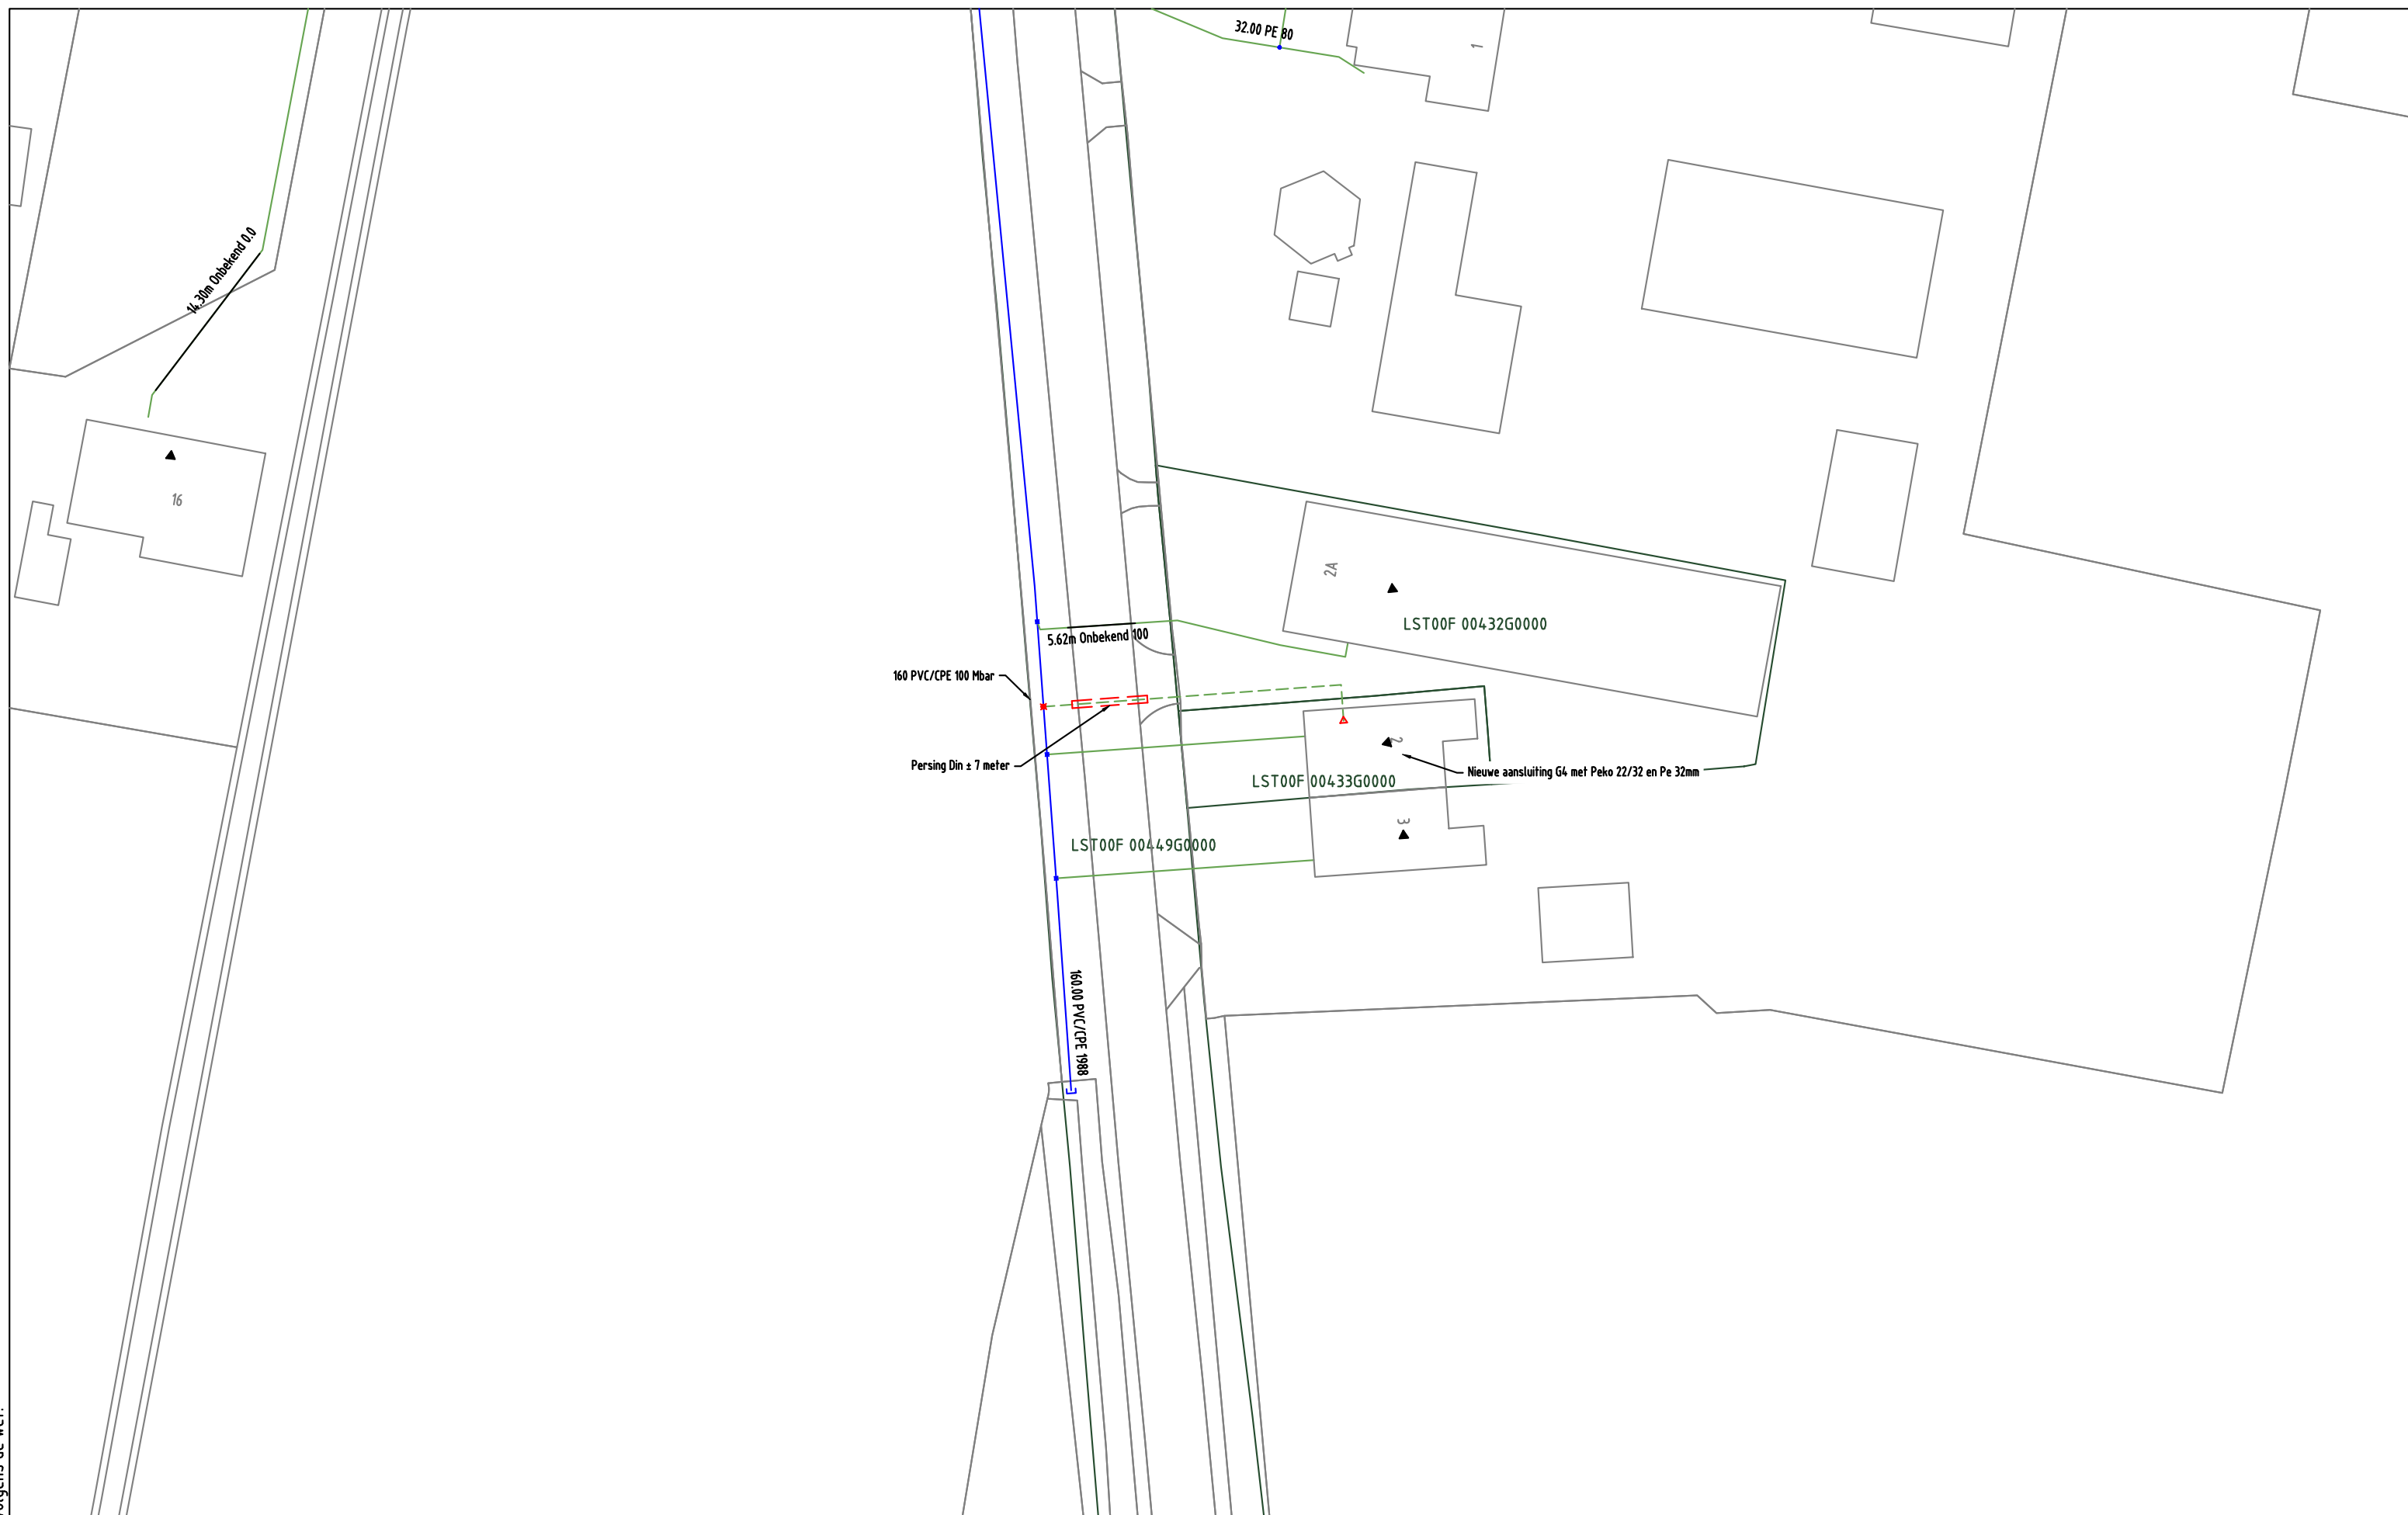 32.00 PE 80
1
14.30m Onbekend 0.0
16
2A
LST00F 00432G0000
5.62m Onbekend 100
160 PVC/CPE 100 Mbar
2
Persing Din ± 7 meter
Nieuwe aansluiting G4 met Peko 22/32 en Pe 32mm
LST00F 00433G0000
3
LST00F 00449G0000
160.00 PVC/CPE 1988
de wet.